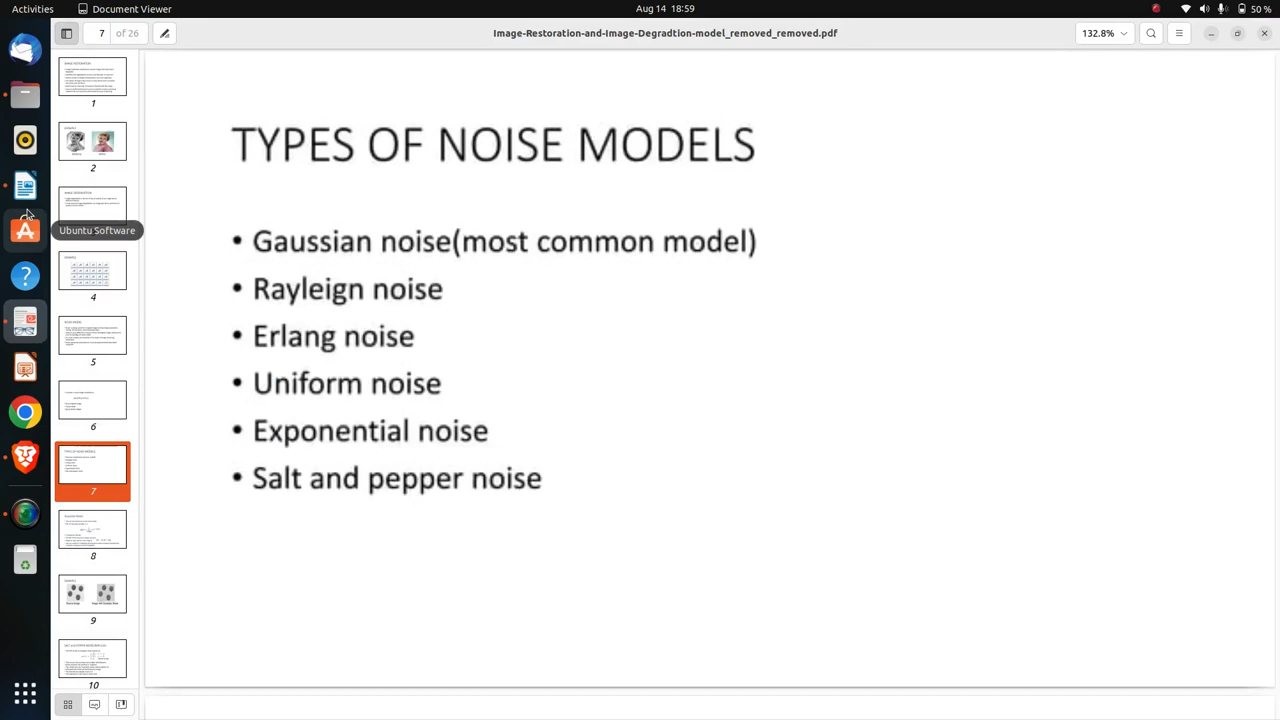 Activities
Document Viewer
Aug 14 18:59
50 %
7 of 26
Image-Restoration-and-Image-Degradtion-model_removed_removed.pdf
132.8%
1
2
4
5
6
7
8
9
10
Ubuntu Software
TYPES OF NOISE MODELS
• Gaussian noise(most common model)
• Rayleign noise
• Erlang noise
• Uniform noise
• Exponential noise
• Salt and pepper noise